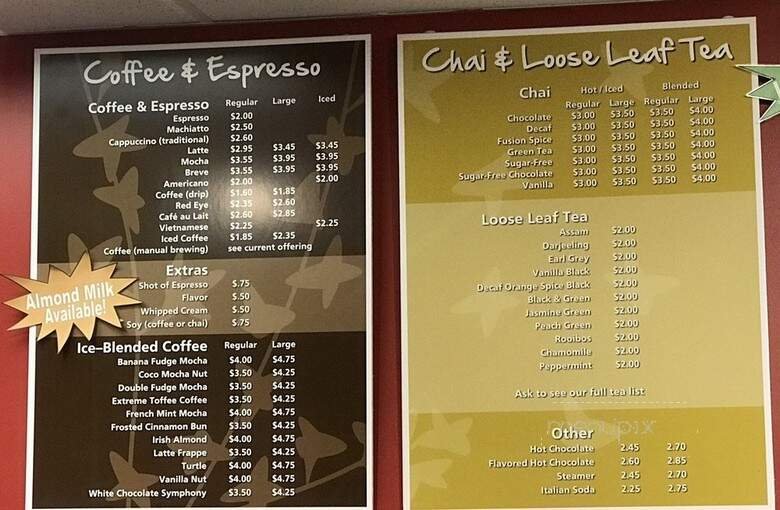 Coffee & Espresso
Coffee & Espresso Regular Large Iced
Espresso $2.00
Machiatto $2.50
Cappuccino (traditional) $2.60
Latte $2.95 $3.45 $3.45
Mocha $3.55 $3.95 $3.95
Breve $3.55 $3.95 $3.95
Americano $2.00 $2.00
Coffee (drip) $1.60 $1.85
Red Eye $2.35 $2.60
Café au Lait $2.60 $2.85
Vietnamese $2.25 $2.25
Iced Coffee $1.85 $2.35
Coffee (manual brewing) see current offering
Extras
Shot of Espresso $.75
Flavor $.50
Whipped Cream $.50
Soy (coffee or chai) $.75
Almond Milk
Available!
Ice-Blended Coffee Regular Large
Banana Fudge Mocha $4.00 $4.75
Coco Mocha Nut $3.50 $4.25
Double Fudge Mocha $3.50 $4.25
Extreme Toffee Coffee $3.50 $4.25
French Mint Mocha $4.00 $4.75
Frosted Cinnamon Bun $3.50 $4.25
Irish Almond $4.00 $4.75
Latte Frappe $3.50 $4.25
Turtle $4.00 $4.75
Vanilla Nut $4.00 $4.75
White Chocolate Symphony $3.50 $4.25
Chai & Loose Leaf Tea
Chai Hot / Iced Blended
Regular Large Regular Large
Chocolate $3.00 $3.50 $3.50 $4.00
Decaf $3.00 $3.50 $3.50 $4.00
Fusion Spice $3.00 $3.50 $3.50 $4.00
Green Tea $3.00 $3.50 $3.50 $4.00
Sugar-Free $3.00 $3.50 $3.50 $4.00
Sugar-Free Chocolate $3.00 $3.50 $3.50 $4.00
Vanilla $3.00 $3.50 $3.50 $4.00
Loose Leaf Tea
Assam $2.00
Darjeeling $2.00
Earl Grey $2.00
Vanilla Black $2.00
Decaf Orange Spice Black $2.00
Black & Green $2.00
Jasmine Green $2.00
Peach Green $2.00
Rooibos $2.00
Chamomile $2.00
Peppermint $2.00
Ask to see our full tea list
Other
Hot Chocolate 2.45 2.70
Flavored Hot Chocolate 2.60 2.85
Steamer 2.45 2.70
Italian Soda 2.25 2.75